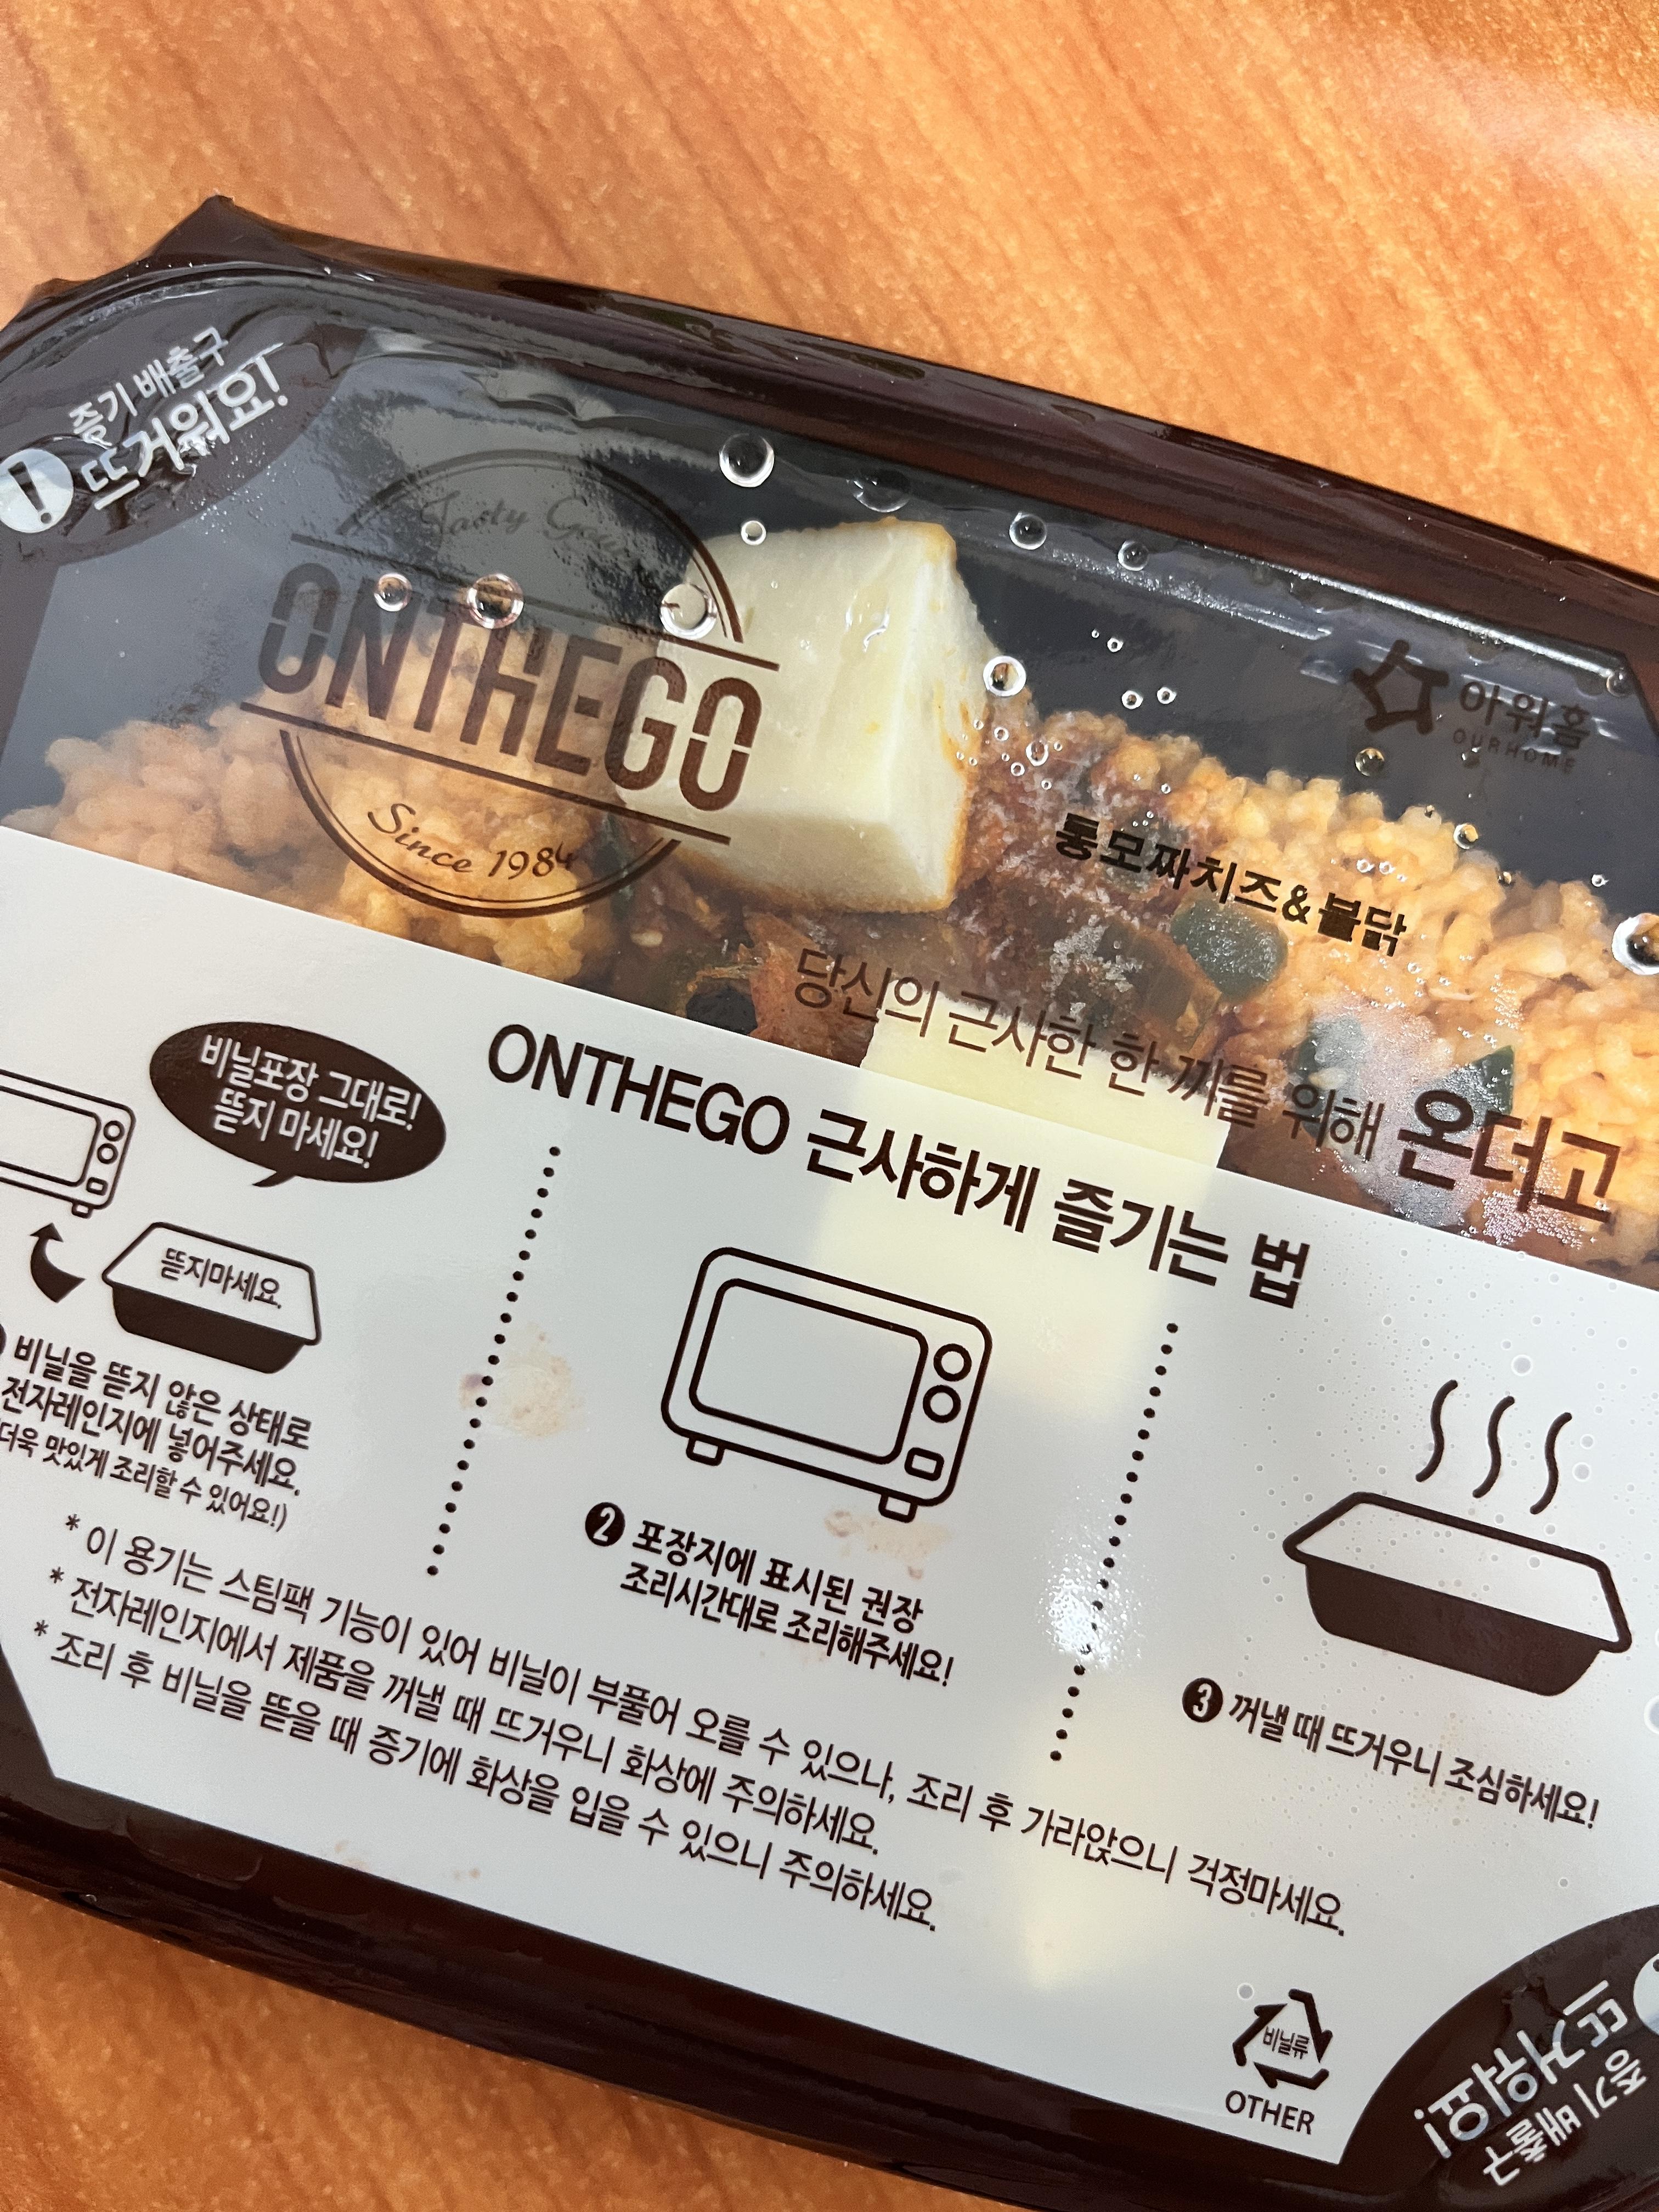 증기 배출구
뜨거워요!
Tasty
ONTHEGO
Since 1984
아워홈
OURHOME
통모짜치즈&불닭
당신의 근사한 한 끼를 위해 온더고
ONTHEGO 근사하게 즐기는 법
비닐포장 그대로!
뜯지 마세요!
뜯지마세요.
비닐을 뜯지 않은 상태로
전자레인지에 넣어주세요.
더욱 맛있게 조리할 수 있어요!)
2 포장지에 표시된 권장
조리시간대로 조리해주세요!
3 꺼낼 때 뜨거우니 조심하세요!
* 이 용기는 스팀팩 기능이 있어 비닐이 부풀어 오를 수 있으나, 조리 후 가라앉으니 걱정마세요.
* 전자레인지에서 제품을 꺼낼 때 뜨거우니 화상에 주의하세요.
* 조리 후 비닐을 뜯을 때 증기에 화상을 입을 수 있으니 주의하세요.
비닐류
OTHER
증기 배출구
뜨거워요!